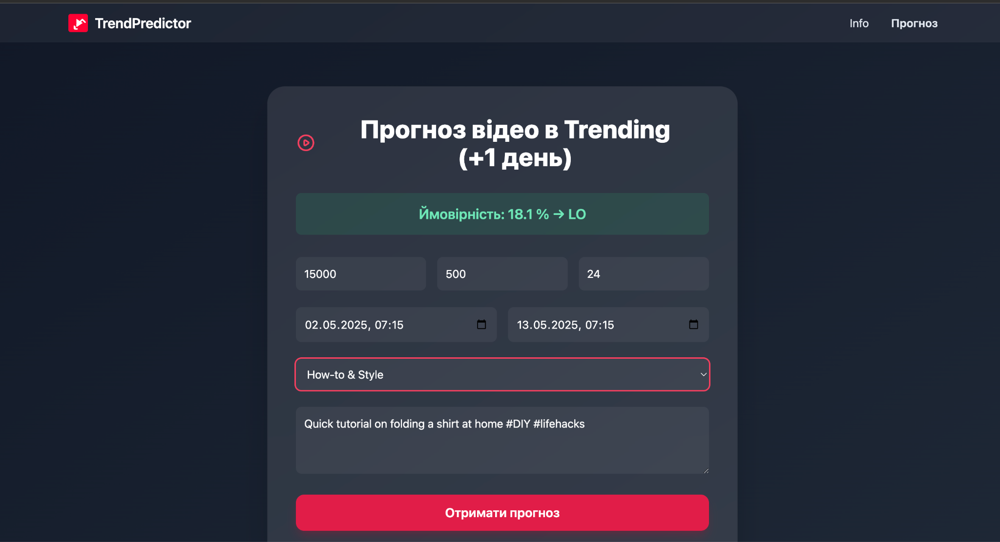 TrendPredictor
Info
Прогноз
Прогноз відео в Trending
(+1 день)
Ймовірність: 18.1 % → LO
15000
500
24
02.05.2025, 07:15
13.05.2025, 07:15
How-to & Style
Quick tutorial on folding a shirt at home #DIY #lifehacks
Отримати прогноз